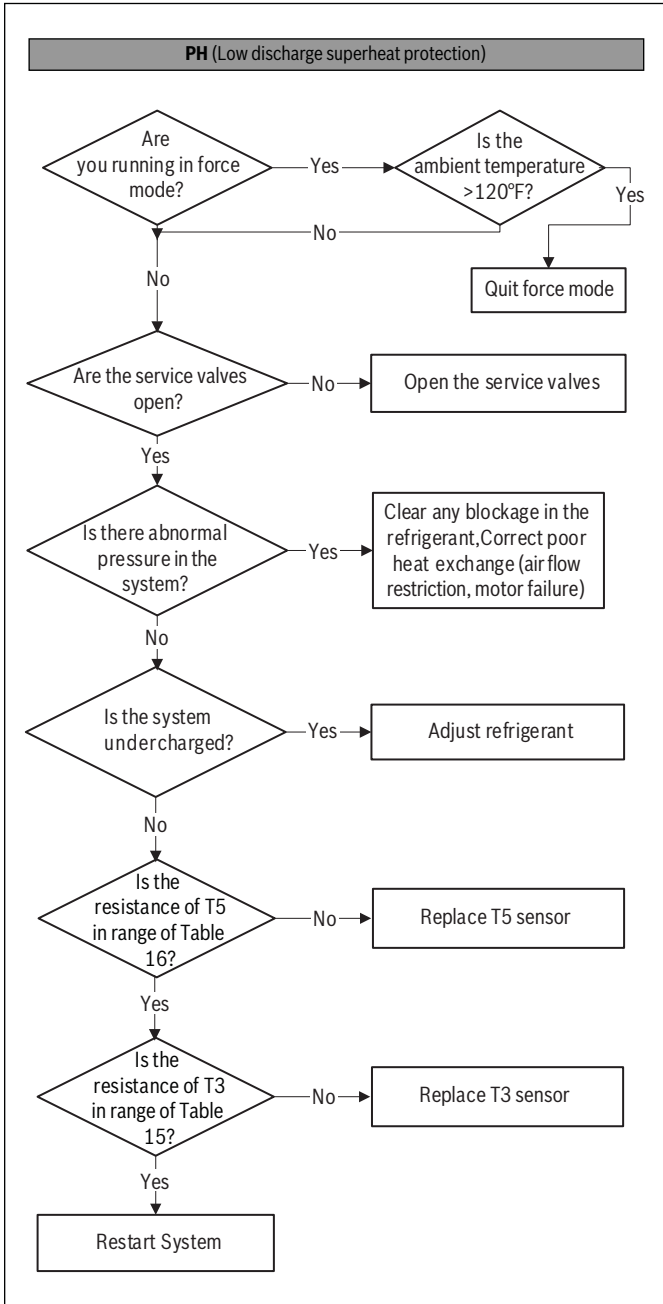 PH (Low discharge superheat protection)
Are
you running in force
mode?
Yes
Is the
ambient temperature
>120°F?
Yes
No
No
Quit force mode
Are the service valves
open?
No
Open the service valves
Yes
Is there abnormal
pressure in the
system?
Yes
Clear any blockage in the
refrigerant,Correct poor
heat exchange (air flow
restriction, motor failure)
No
Is the system
undercharged?
Yes
Adjust refrigerant
No
Is the
resistance of T5
in range of Table
16?
No
Replace T5 sensor
Yes
Is the
resistance of T3
in range of Table
15?
No
Replace T3 sensor
Yes
Restart System